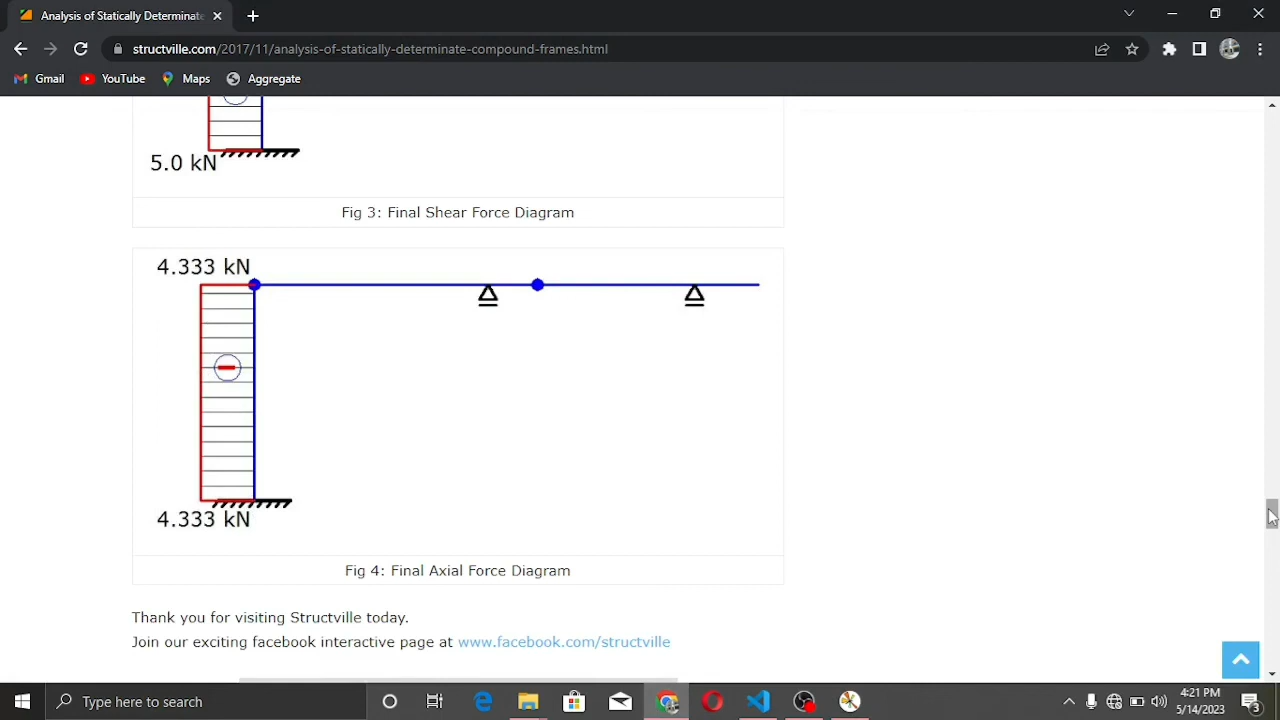 Analysis of Statically Determinate
structville.com/2017/11/analysis-of-statically-determinate-compound-frames.html
Gmail YouTube Maps Aggregate
5.0 kN
Fig 3: Final Shear Force Diagram
4.333 kN
4.333 kN
Fig 4: Final Axial Force Diagram
Thank you for visiting Structville today.
Join our exciting facebook interactive page at www.facebook.com/structville
Type here to search
4:21 PM
5/14/2023
3